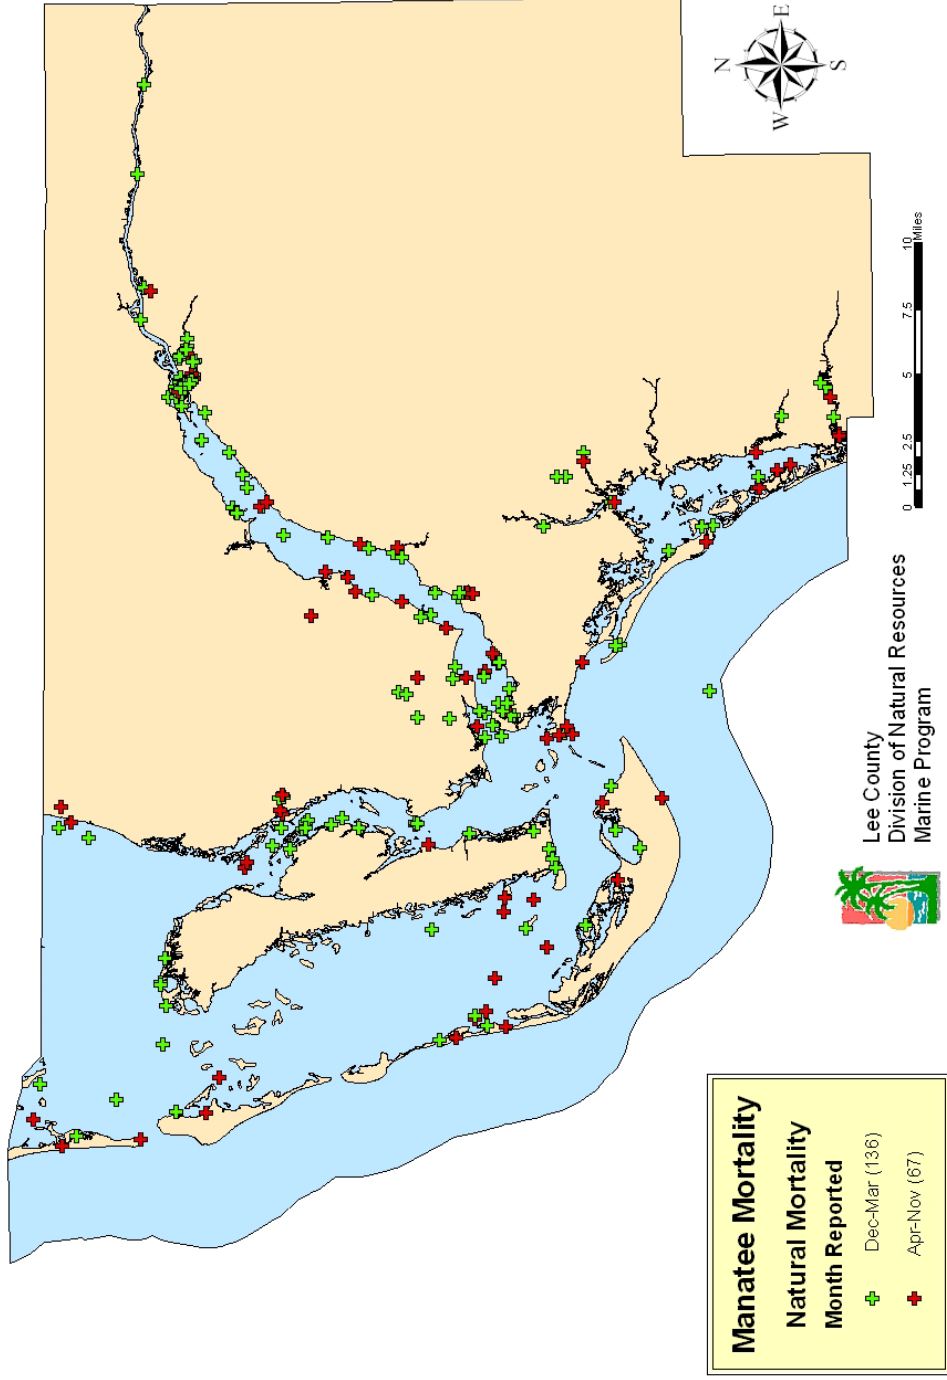 N
W
E
S
0 1.25 2.5 5 7.5 10
Miles
Lee County
Division of Natural Resources
Marine Program
Manatee Mortality
Natural Mortality
Month Reported
Dec-Mar (136)
Apr-Nov (67)